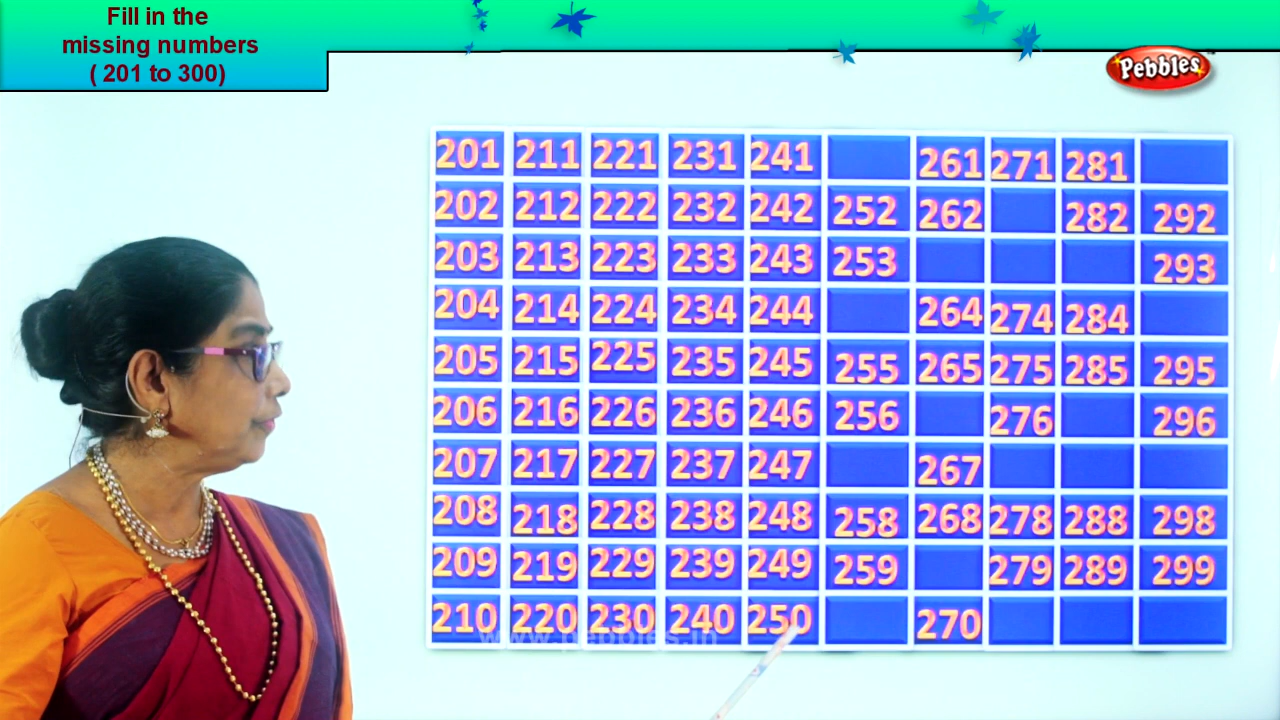 Fill in the
missing numbers
( 201 to 300)
Pebbles
201 211 221 231 241 261 271 281
202 212 222 232 242 252 262 282 292
203 213 223 233 243 253 293
204 214 224 234 244 264 274 284
205 215 225 235 245 255 265 275 285 295
206 216 226 236 246 256 276 296
207 217 227 237 247 267
208 218 228 238 248 258 268 278 288 298
209 219 229 239 249 259 279 289 299
210 220 230 240 250 270
www.pebbles.in